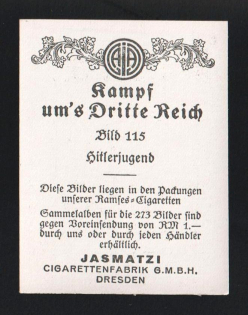 Kampf
um's Dritte Reich
Bild 115
Hitlerjugend
Diese Bilder liegen in den Packungen
unserer Ramses-Cigaretten
Sammelalben für die 273 Bilder sind
gegen Voreinsendung von RM 1.—
durch uns oder durch jeden Händler
erhältlich.
JASMATZI
CIGARETTENFABRIK G.M.B.H.
DRESDEN